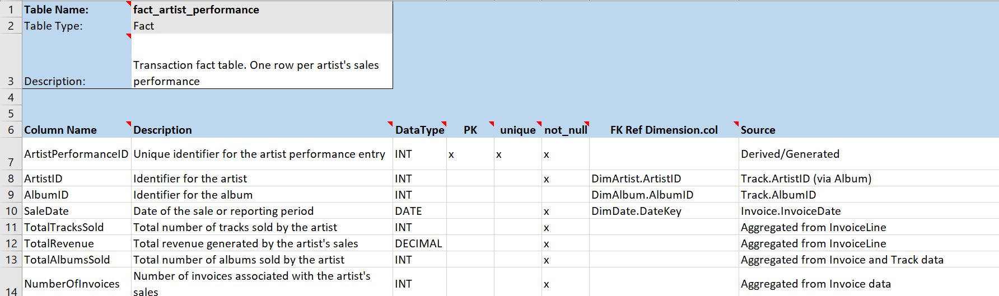 1 Table Name: fact_artist_performance
2 Table Type: Fact
3 Description: Transaction fact table. One row per artist's sales
performance
4
5
6 Column Name Description DataType PK unique not_null FK Ref Dimension.col Source
7 ArtistPerformanceID Unique identifier for the artist performance entry INT x x x Derived/Generated
8 ArtistID Identifier for the artist INT x DimArtist.ArtistID Track.ArtistID (via Album)
9 AlbumID Identifier for the album INT DimAlbum.AlbumID Track.AlbumID
10 SaleDate Date of the sale or reporting period DATE x DimDate.DateKey Invoice.InvoiceDate
11 TotalTracksSold Total number of tracks sold by the artist INT x Aggregated from InvoiceLine
12 TotalRevenue Total revenue generated by the artist's sales DECIMAL x Aggregated from InvoiceLine
13 TotalAlbumsSold Total number of albums sold by the artist INT x Aggregated from Invoice and Track data
14 NumberOfInvoices Number of invoices associated with the artist's
sales INT x Aggregated from Invoice data